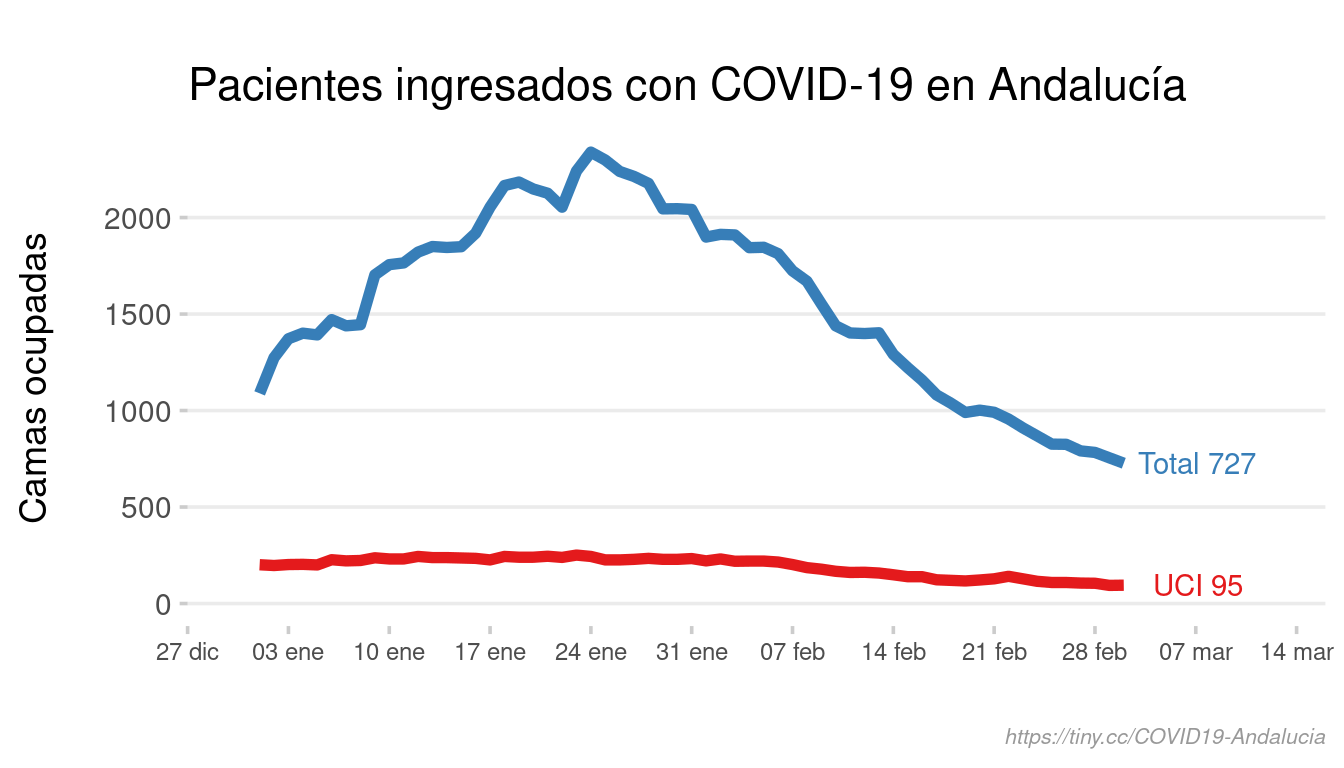 Pacientes ingresados con COVID-19 en Andalucía
Camas ocupadas
2000
1500
1000
500
0
Total 727
UCI 95
27 dic 03 ene 10 ene 17 ene 24 ene 31 ene 07 feb 14 feb 21 feb 28 feb 07 mar 14 mar
https://tiny.cc/COVID19-Andalucia